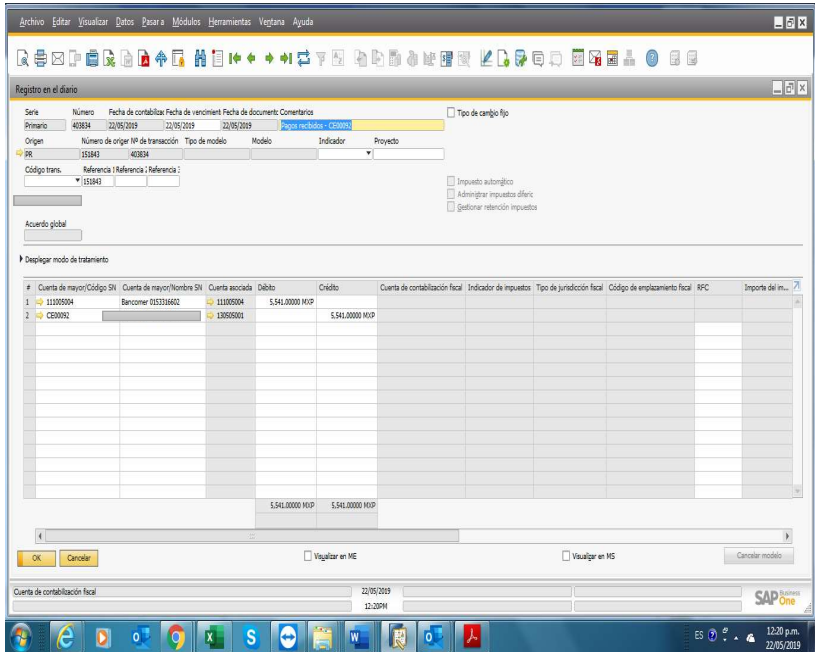 Archivo Editar Visualizar Datos Pasar a Módulos Herramientas Ventana Ayuda
Registro en el diario
Serie Número Fecha de contabilizac Fecha de vencimient Fecha de documento Comentarios
Tipo de cambio fijo
Primario 403834 22/05/2019 22/05/2019 22/05/2019 Pagos recibidos - CE00092
Origen Número de origer Nº de transacción Tipo de modelo Modelo Indicador Proyecto
PR 151843 403834
Código trans. Referencia 1 Referencia 2 Referencia 3
151843
Impuesto automático
Administrar impuestos diferic
Gestionar retención impuestos
Acuerdo global
Desplegar modo de tratamiento
# Cuenta de mayor/Código SN Cuenta de mayor/Nombre SN Cuenta asociada Débito Crédito Cuenta de contabilización fiscal Indicador de impuestos Tipo de jurisdicción fiscal Código de emplazamiento fiscal RFC Importe del im...
1 111005004 Bancomer 0153316602 111005004 5,541.00000 MXP
2 CE00092 130505001 5,541.00000 MXP
5,541.00000 MXP 5,541.00000 MXP
OK Cancelar Visualizar en ME Visualizar en MS Cancelar modelo
Cuenta de contabilización fiscal 22/05/2019
12:20PM
SAP Business One
ES 12:20 p.m.
22/05/2019